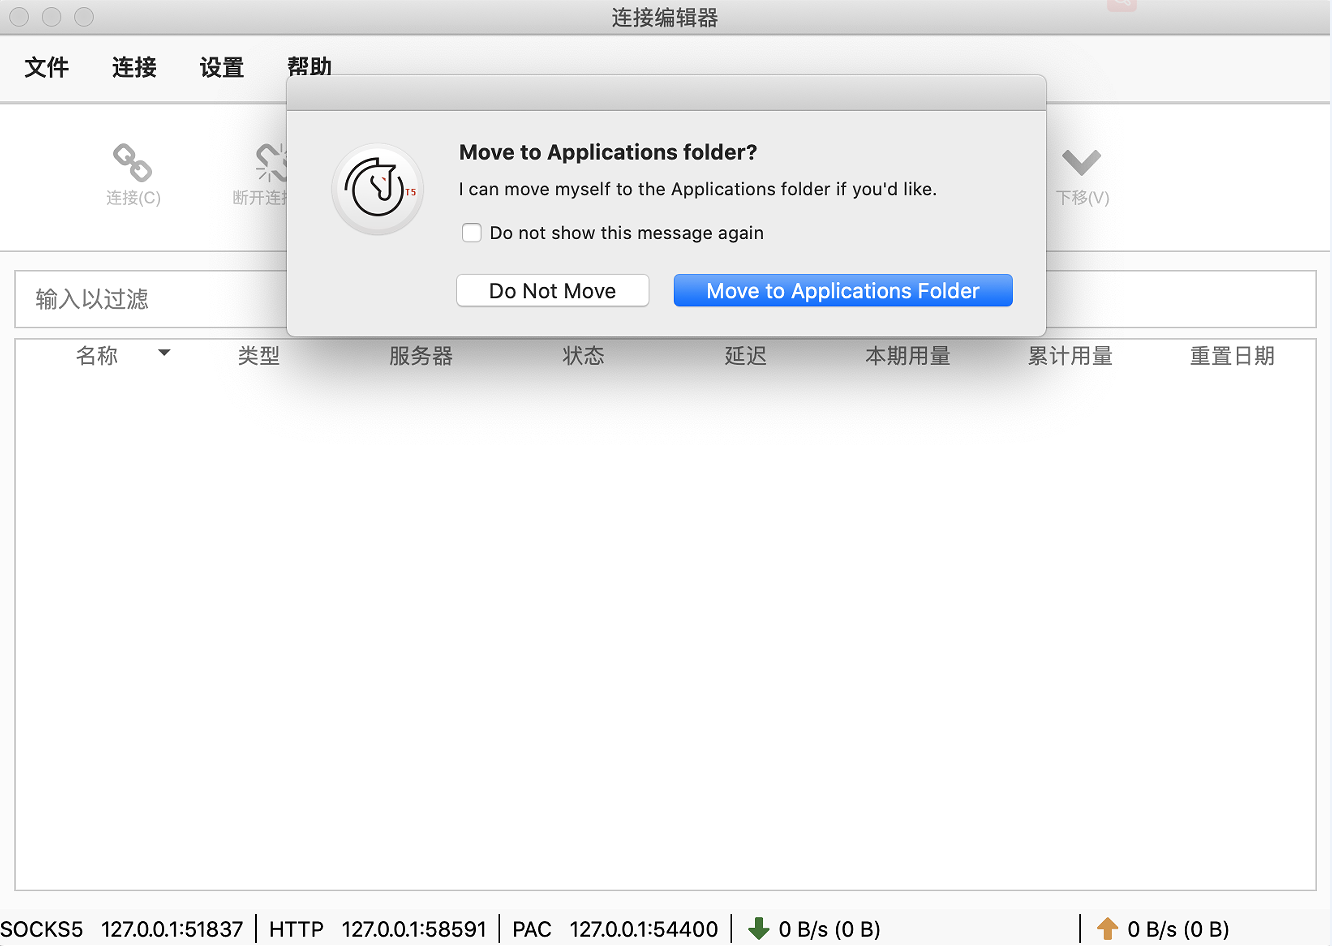 连接编辑器
文件 连接 设置 帮助
Move to Applications folder?
I can move myself to the Applications folder if you'd like.
Do not show this message again
Do Not Move Move to Applications Folder
T5
连接(C) 断开连 下移(V)
输入以过滤
名称 类型 服务器 状态 延迟 本期用量 累计用量 重置日期
SOCKS5 127.0.0.1:51837 HTTP 127.0.0.1:58591 PAC 127.0.0.1:54400 0 B/s (0 B) 0 B/s (0 B)